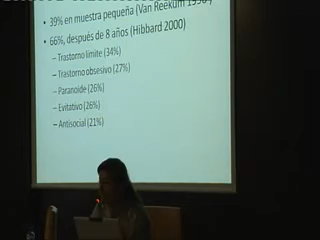 • 39% en muestra pequeña (Van Reekum
• 66%, después de 8 años (Hibbard 2000)
– Trastorno límite (34%)
– Trastorno obsesivo (27%)
– Paranoide (26%)
– Evitativo (26%)
– Antisocial (21%)